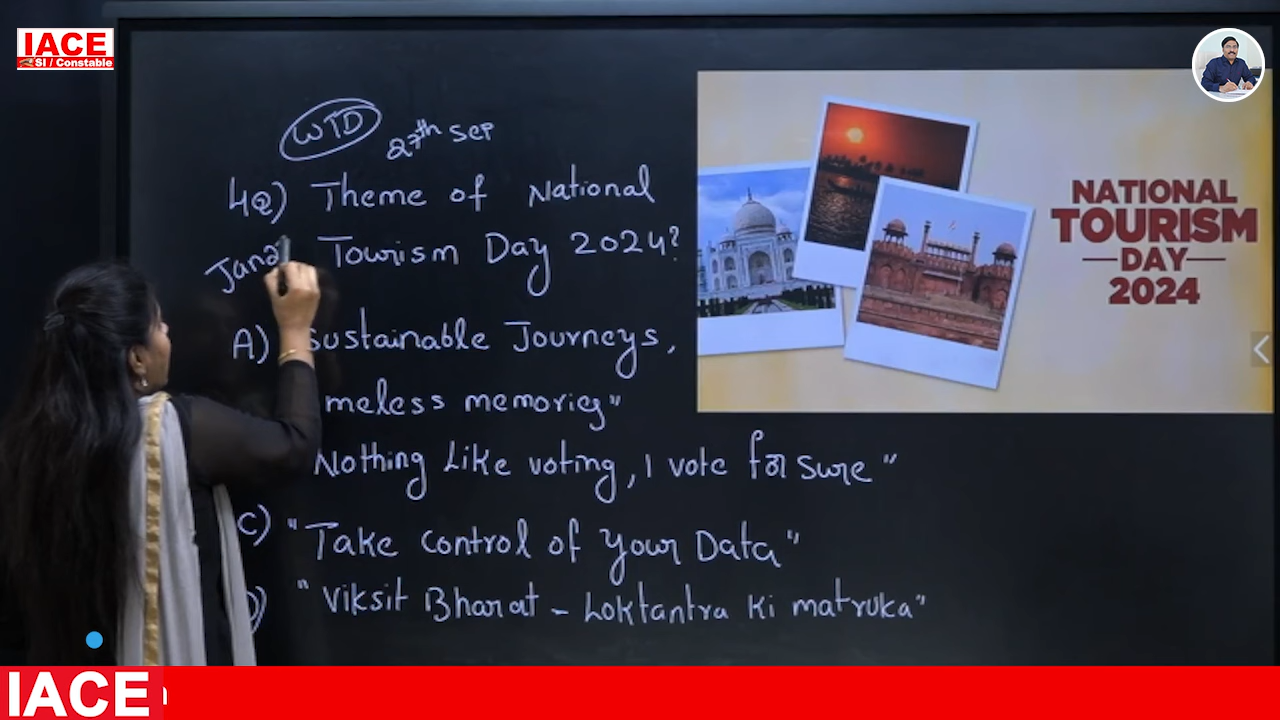 IACE
SI / Constable
WTD
27th Sep
4Q) Theme of National
Tourism Day 2024?
A) Sustainable Journeys,
meless memories"
Nothing Like voting, I vote for sure"
C) "Take control of your Data"
D) "Viksit Bharat - Loktantra Ki matruka"
NATIONAL
TOURISM
DAY
2024
IACE